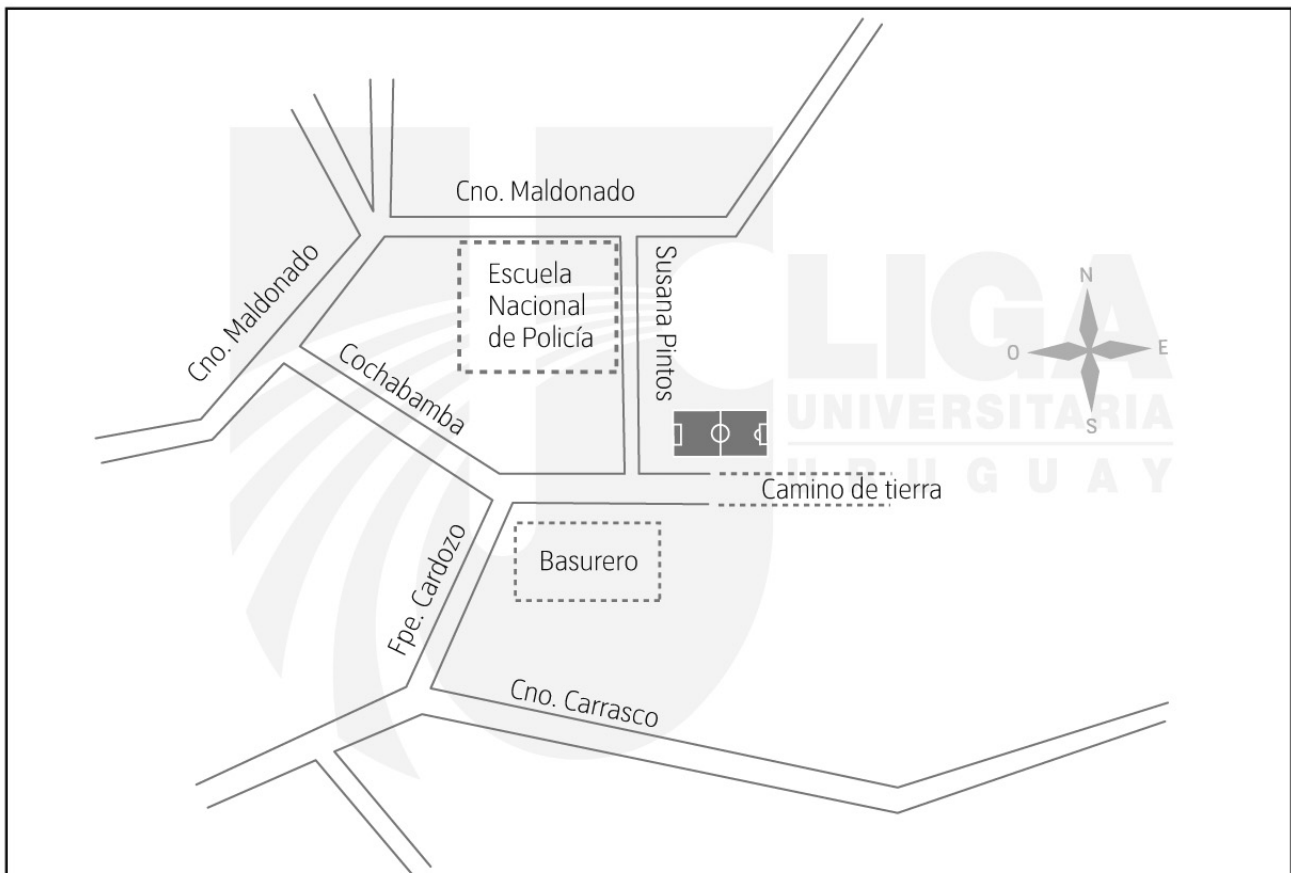 Cno. Maldonado
Cno. Maldonado
Escuela
Nacional
de Policía
Susana Pintos
Cochabamba
LIGA
UNIVERSITARIA
URUGUAY
N
O
E
S
Camino de tierra
Fpe. Cardozo
Basurero
Cno. Carrasco